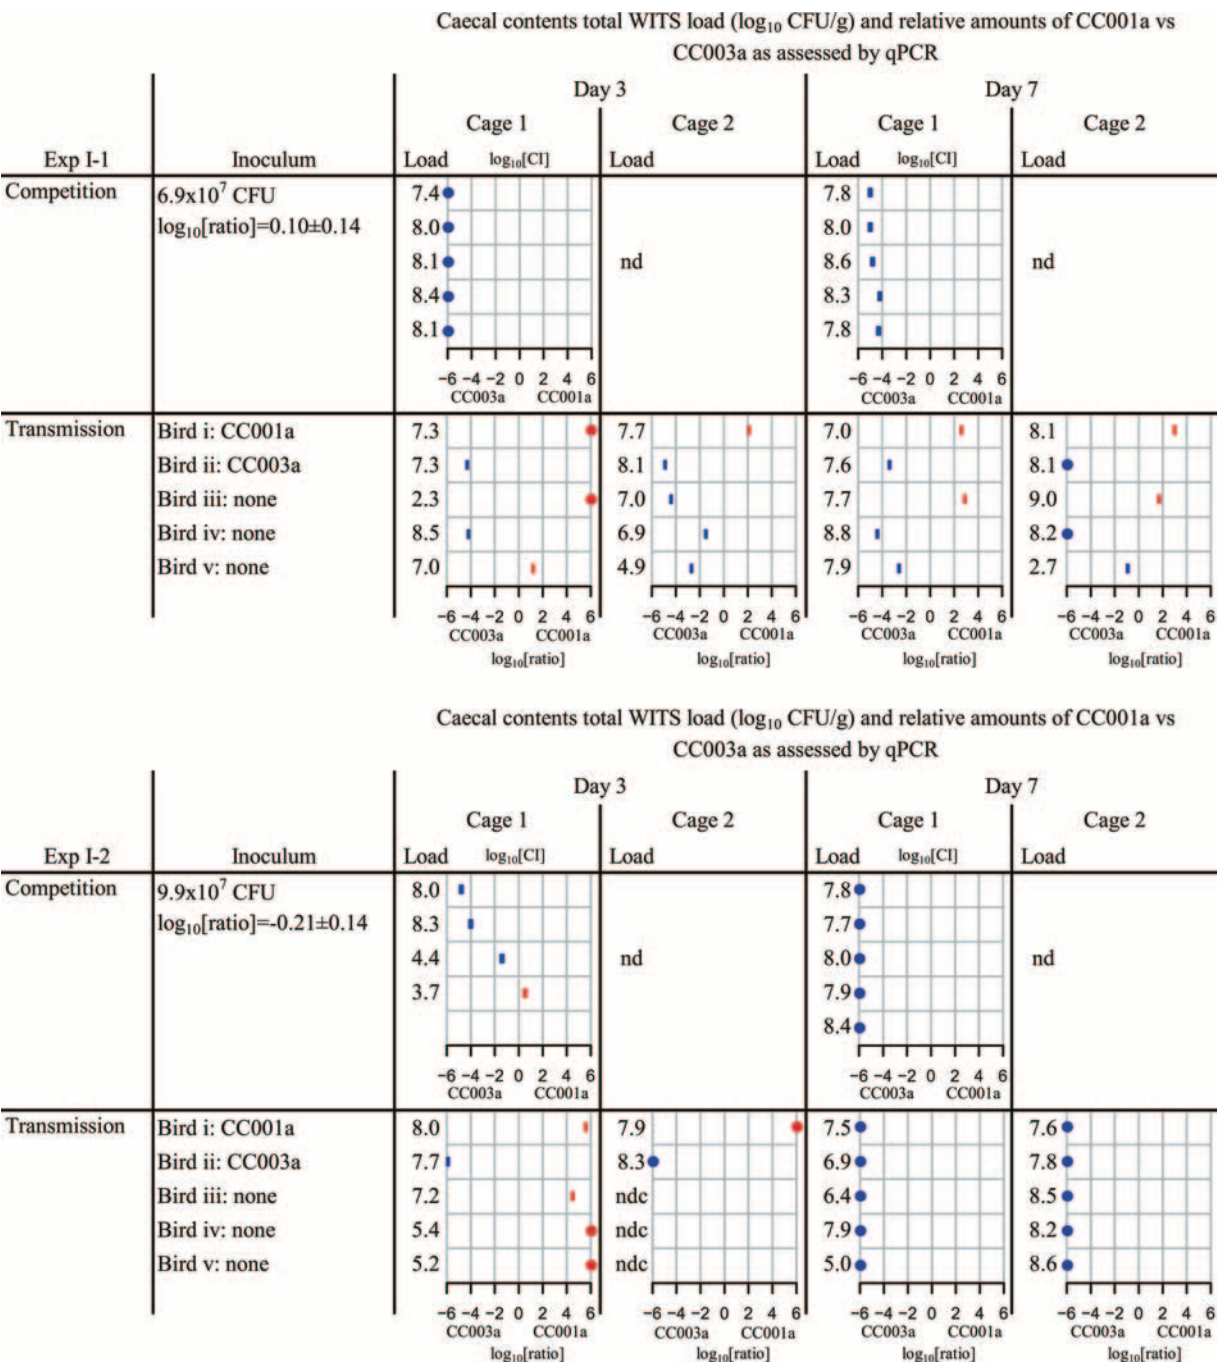 Caecal contents total WITS load (log10 CFU/g) and relative amounts of CC001a vs
CC003a as assessed by qPCR
Day 3 Day 7
Cage 1 Cage 2 Cage 1 Cage 2
Exp I-1 Inoculum Load log10[CI] Load Load log10[CI] Load
Competition 6.9x10^7 CFU 7.4 7.8
log10[ratio]=0.10±0.14 8.0 8.0
8.1 nd 8.6 nd
8.4 8.3
8.1 7.8
−6 −4 −2 0 2 4 6 −6 −4 −2 0 2 4 6
CC003a CC001a CC003a CC001a
Transmission Bird i: CC001a 7.3 7.7 7.0 8.1
Bird ii: CC003a 7.3 8.1 7.6 8.1
Bird iii: none 2.3 7.0 7.7 9.0
Bird iv: none 8.5 6.9 8.8 8.2
Bird v: none 7.0 4.9 7.9 2.7
−6 −4 −2 0 2 4 6 −6 −4 −2 0 2 4 6 −6 −4 −2 0 2 4 6 −6 −4 −2 0 2 4 6
CC003a CC001a CC003a CC001a CC003a CC001a CC003a CC001a
log10[ratio] log10[ratio] log10[ratio] log10[ratio]
Caecal contents total WITS load (log10 CFU/g) and relative amounts of CC001a vs
CC003a as assessed by qPCR
Day 3 Day 7
Cage 1 Cage 2 Cage 1 Cage 2
Exp I-2 Inoculum Load log10[CI] Load Load log10[CI] Load
Competition 9.9x10^7 CFU 8.0 7.8
log10[ratio]=-0.21±0.14 8.3 7.7
4.4 nd 8.0 nd
3.7 7.9
8.4
−6 −4 −2 0 2 4 6 −6 −4 −2 0 2 4 6
CC003a CC001a CC003a CC001a
Transmission Bird i: CC001a 8.0 7.9 7.5 7.6
Bird ii: CC003a 7.7 8.3 6.9 7.8
Bird iii: none 7.2 ndc 6.4 8.5
Bird iv: none 5.4 ndc 7.9 8.2
Bird v: none 5.2 ndc 5.0 8.6
−6 −4 −2 0 2 4 6 −6 −4 −2 0 2 4 6 −6 −4 −2 0 2 4 6 −6 −4 −2 0 2 4 6
CC003a CC001a CC003a CC001a CC003a CC001a CC003a CC001a
log10[ratio] log10[ratio] log10[ratio] log10[ratio]